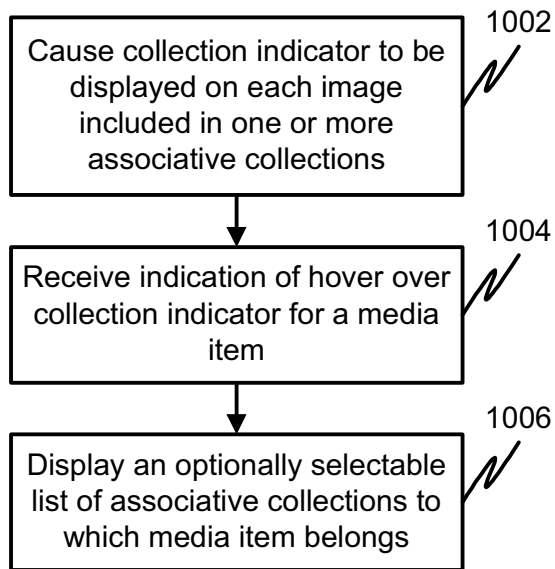 1002
Cause collection indicator to be
displayed on each image
included in one or more
associative collections
1004
Receive indication of hover over
collection indicator for a media
item
1006
Display an optionally selectable
list of associative collections to
which media item belongs